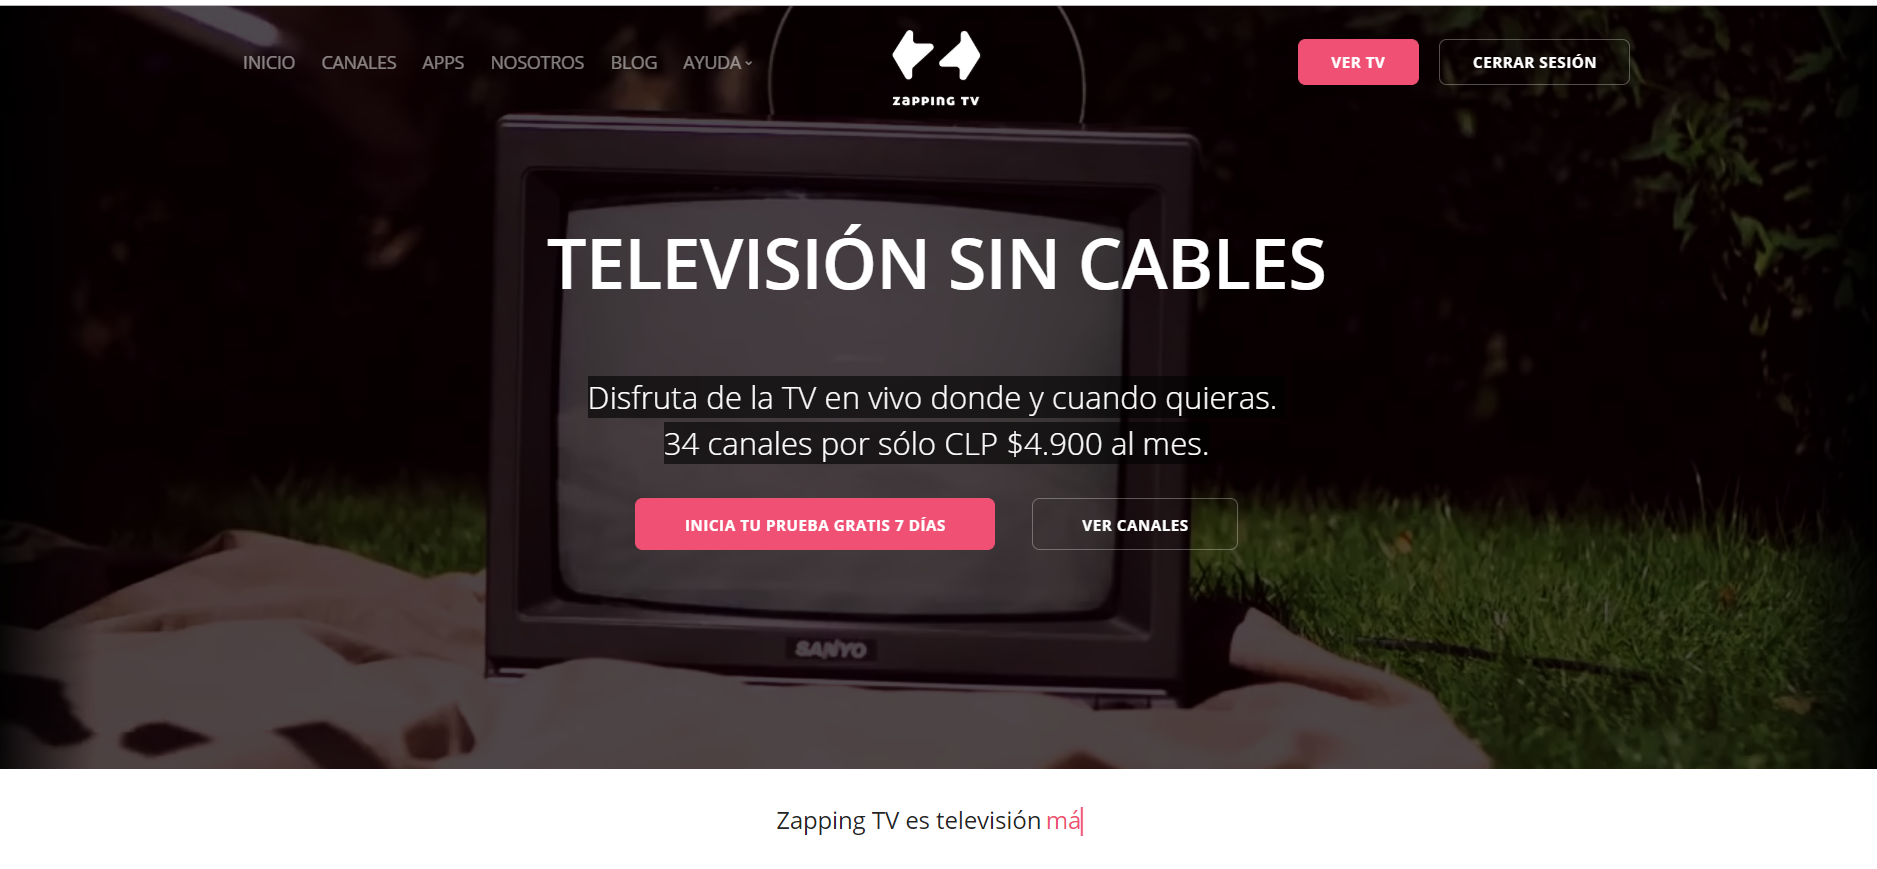 INICIO CANALES APPS NOSOTROS BLOG AYUDA
ZAPPING TV
VER TV CERRAR SESIÓN
TELEVISIÓN SIN CABLES
Disfruta de la TV en vivo donde y cuando quieras.
34 canales por sólo CLP $4.900 al mes.
INICIA TU PRUEBA GRATIS 7 DÍAS VER CANALES
SANYO
Zapping TV es televisión má